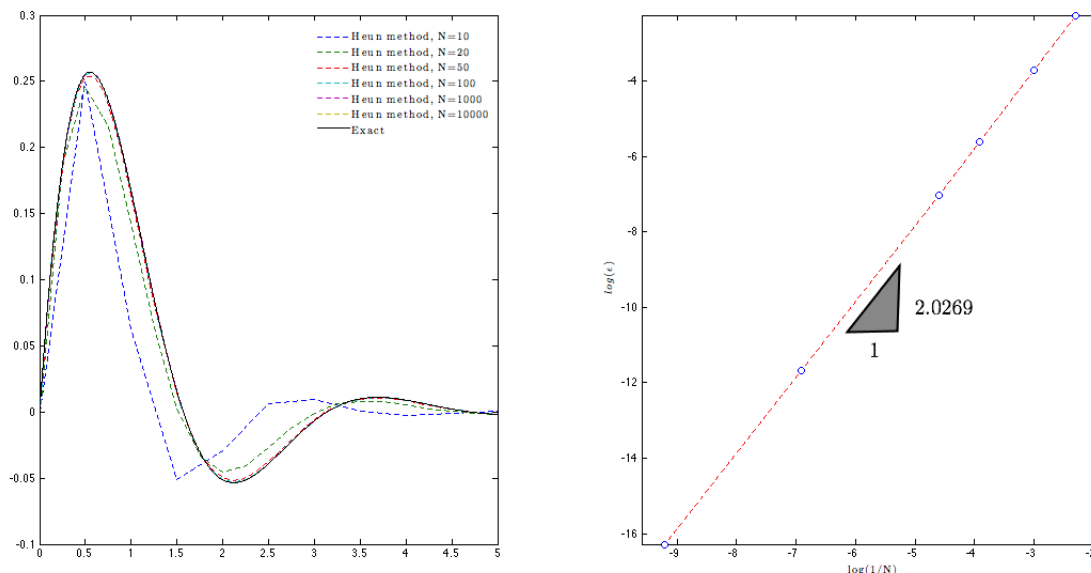 0.3
0.25
0.2
0.15
0.1
0.05
0
-0.05
-0.1
0 0.5 1 1.5 2 2.5 3 3.5 4 4.5 5
Heun method, N=10
Heun method, N=20
Heun method, N=50
Heun method, N=100
Heun method, N=1000
Heun method, N=10000
Exact
-4
-6
-8
-10
-12
-14
-16
log(ϵ)
2.0269
1
-9 -8 -7 -6 -5 -4 -3 -2
log(1/N)